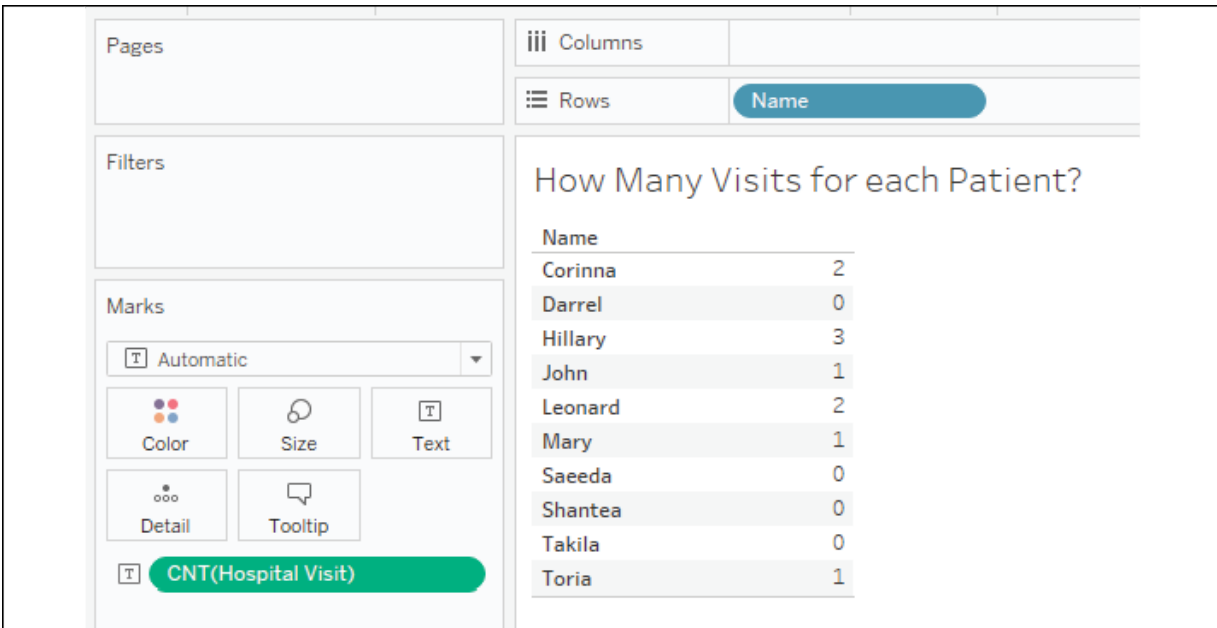 Pages
Columns
Rows
Name
Filters
How Many Visits for each Patient?
Name
Corinna 2
Darrel 0
Hillary 3
John 1
Leonard 2
Mary 1
Saeeda 0
Shantea 0
Takila 0
Toria 1
Marks
T Automatic
Color
Size
T
Text
Detail
Tooltip
T CNT(Hospital Visit)